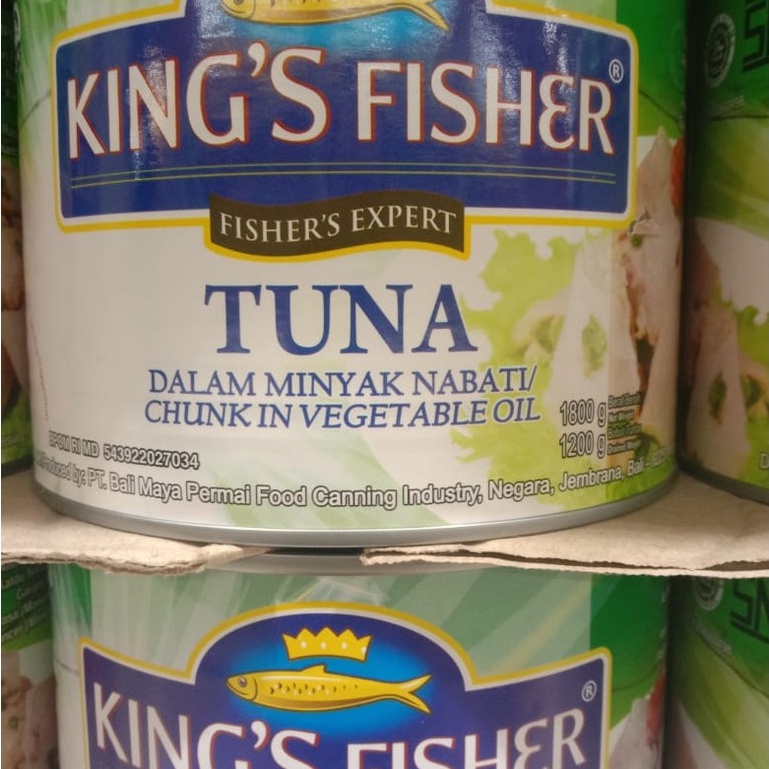 KING'S FISHER®
FISHER'S EXPERT
TUNA
DALAM MINYAK NABATI/
CHUNK IN VEGETABLE OIL
1800 g
1200 g
BPOM RI MD 543922027034
Produced by: PT. Bali Maya Permai Food Canning Industry, Negara, Jembrana, Bali -
KING'S FISHER®